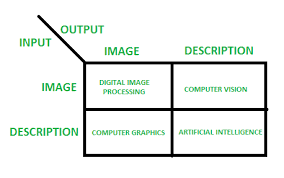 OUTPUT
INPUT
IMAGE DESCRIPTION
IMAGE DIGITAL IMAGE
PROCESSING COMPUTER VISION
DESCRIPTION COMPUTER GRAPHICS ARTIFICIAL INTELLIGENCE